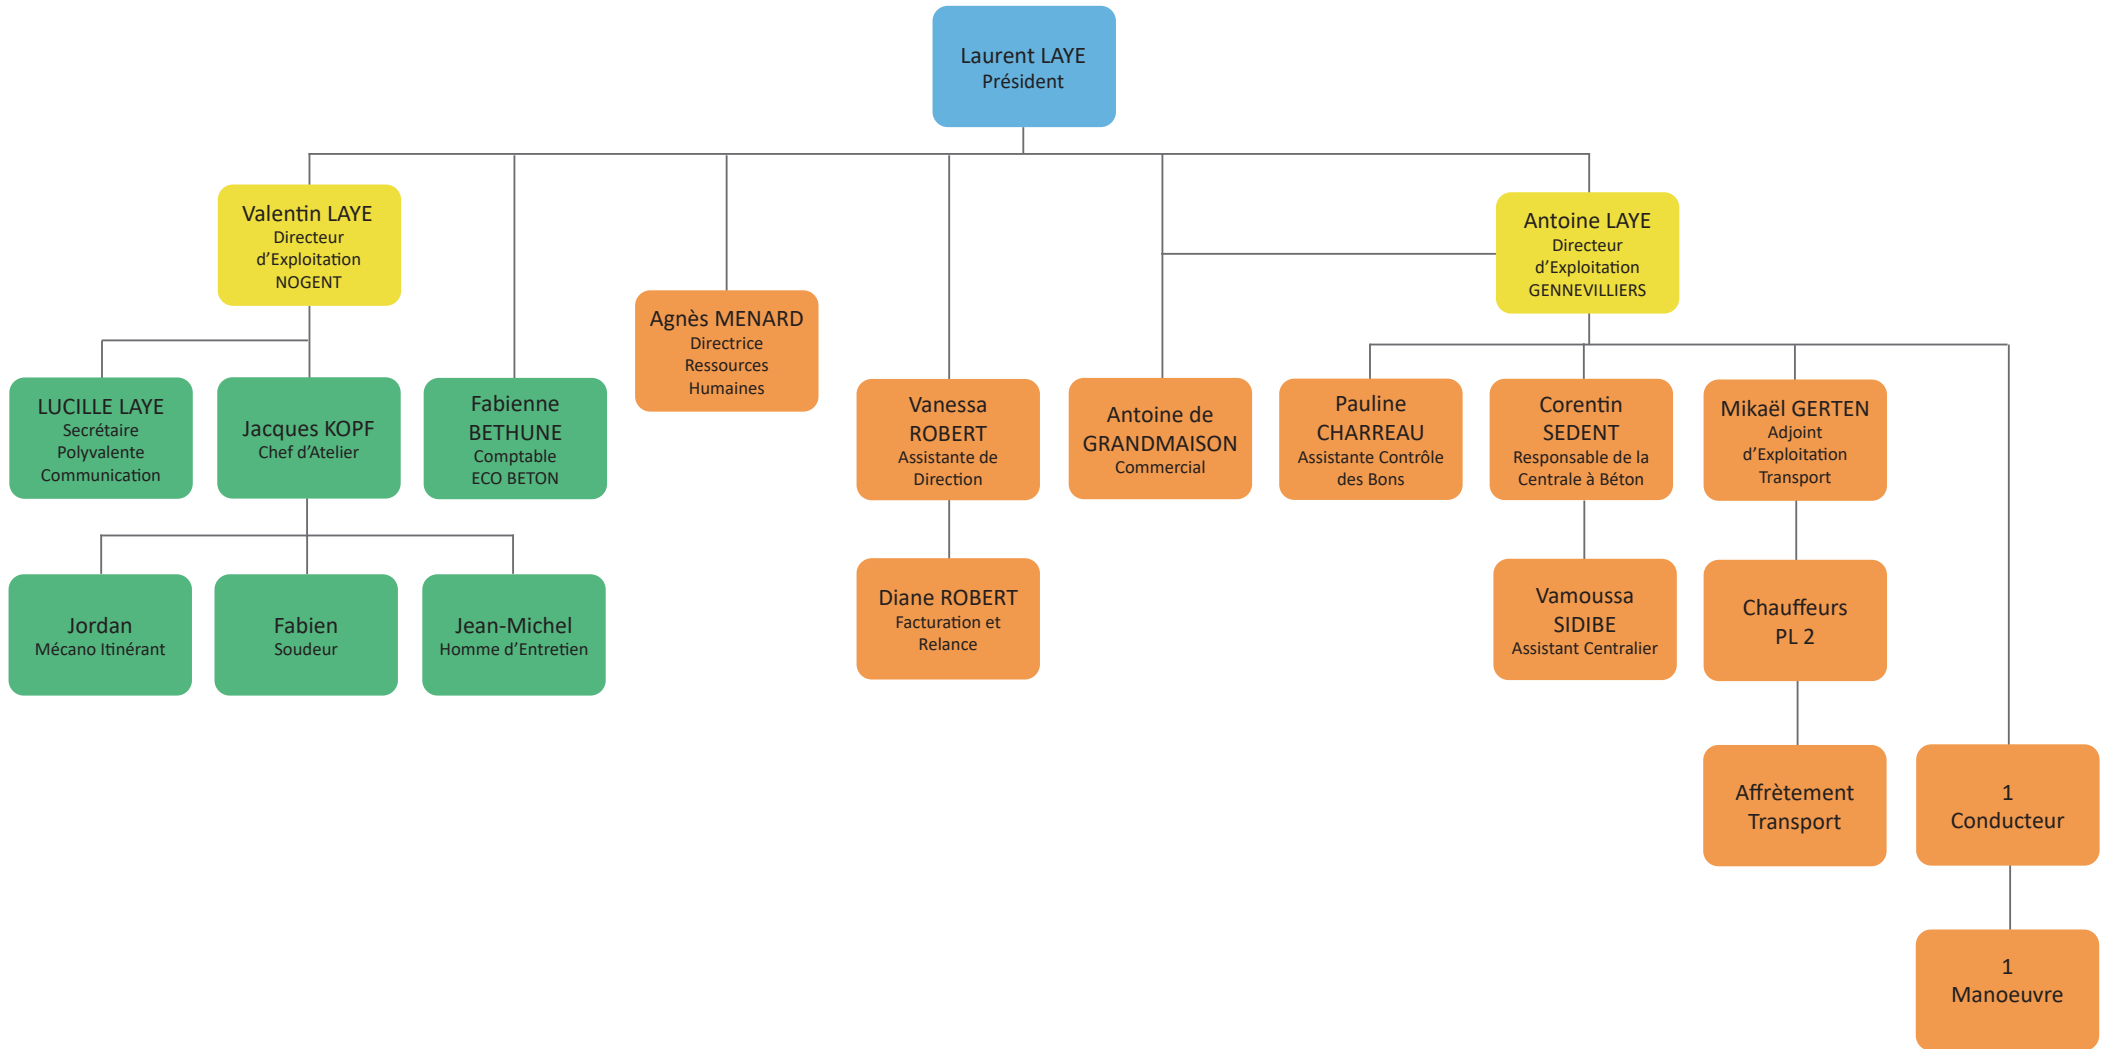 Laurent LAYE
Président
Valentin LAYE
Directeur
d'Exploitation
NOGENT
Antoine LAYE
Directeur
d'Exploitation
GENNEVILLIERS
Agnès MENARD
Directrice
Ressources
Humaines
LUCILLE LAYE
Secrétaire
Polyvalente
Communication
Jacques KOPF
Chef d'Atelier
Fabienne
BETHUNE
Comptable
ECO BETON
Vanessa
ROBERT
Assistante de
Direction
Antoine de
GRANDMAISON
Commercial
Pauline
CHARREAU
Assistante Contrôle
des Bons
Corentin
SEDENT
Responsable de la
Centrale à Béton
Mikaël GERTEN
Adjoint
d'Exploitation
Transport
Jordan
Mécano Itinérant
Fabien
Soudeur
Jean-Michel
Homme d'Entretien
Diane ROBERT
Facturation et
Relance
Vamoussa
SIDIBE
Assistant Centralier
Chauffeurs
PL 2
Affrètement
Transport
1
Conducteur
1
Manoeuvre